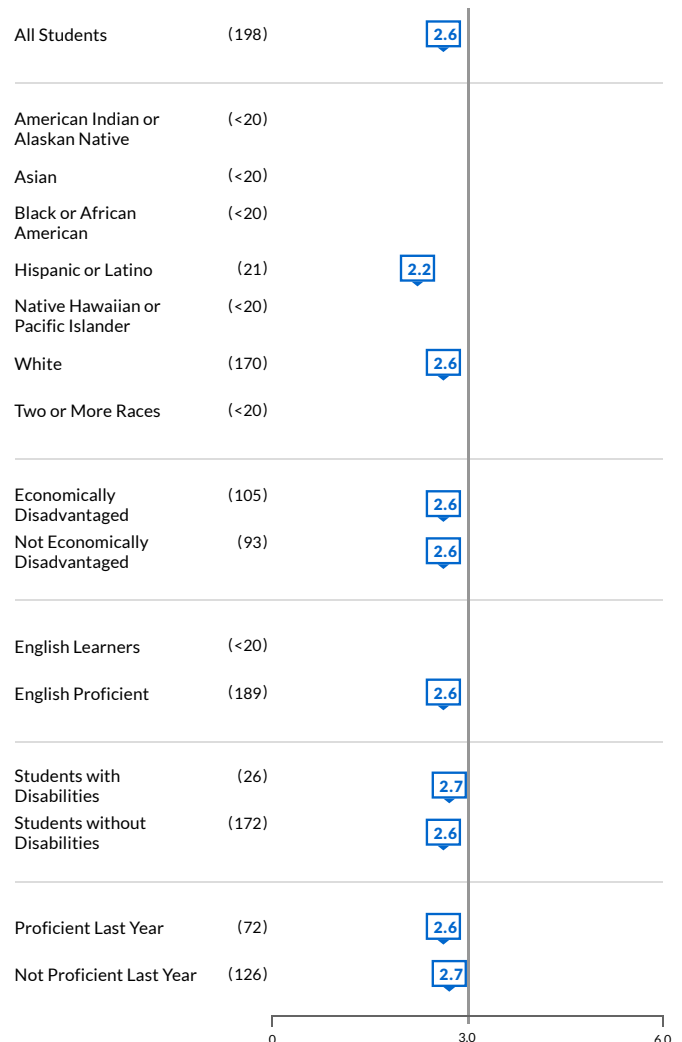 All Students (198) 2.6
American Indian or (<20)
Alaskan Native
Asian (<20)
Black or African (<20)
American
Hispanic or Latino (21) 2.2
Native Hawaiian or (<20)
Pacific Islander
White (170) 2.6
Two or More Races (<20)
Economically (105) 2.6
Disadvantaged
Not Economically (93) 2.6
Disadvantaged
English Learners (<20)
English Proficient (189) 2.6
Students with (26) 2.7
Disabilities
Students without (172) 2.6
Disabilities
Proficient Last Year (72) 2.6
Not Proficient Last Year (126) 2.7
0 3.0 6.0